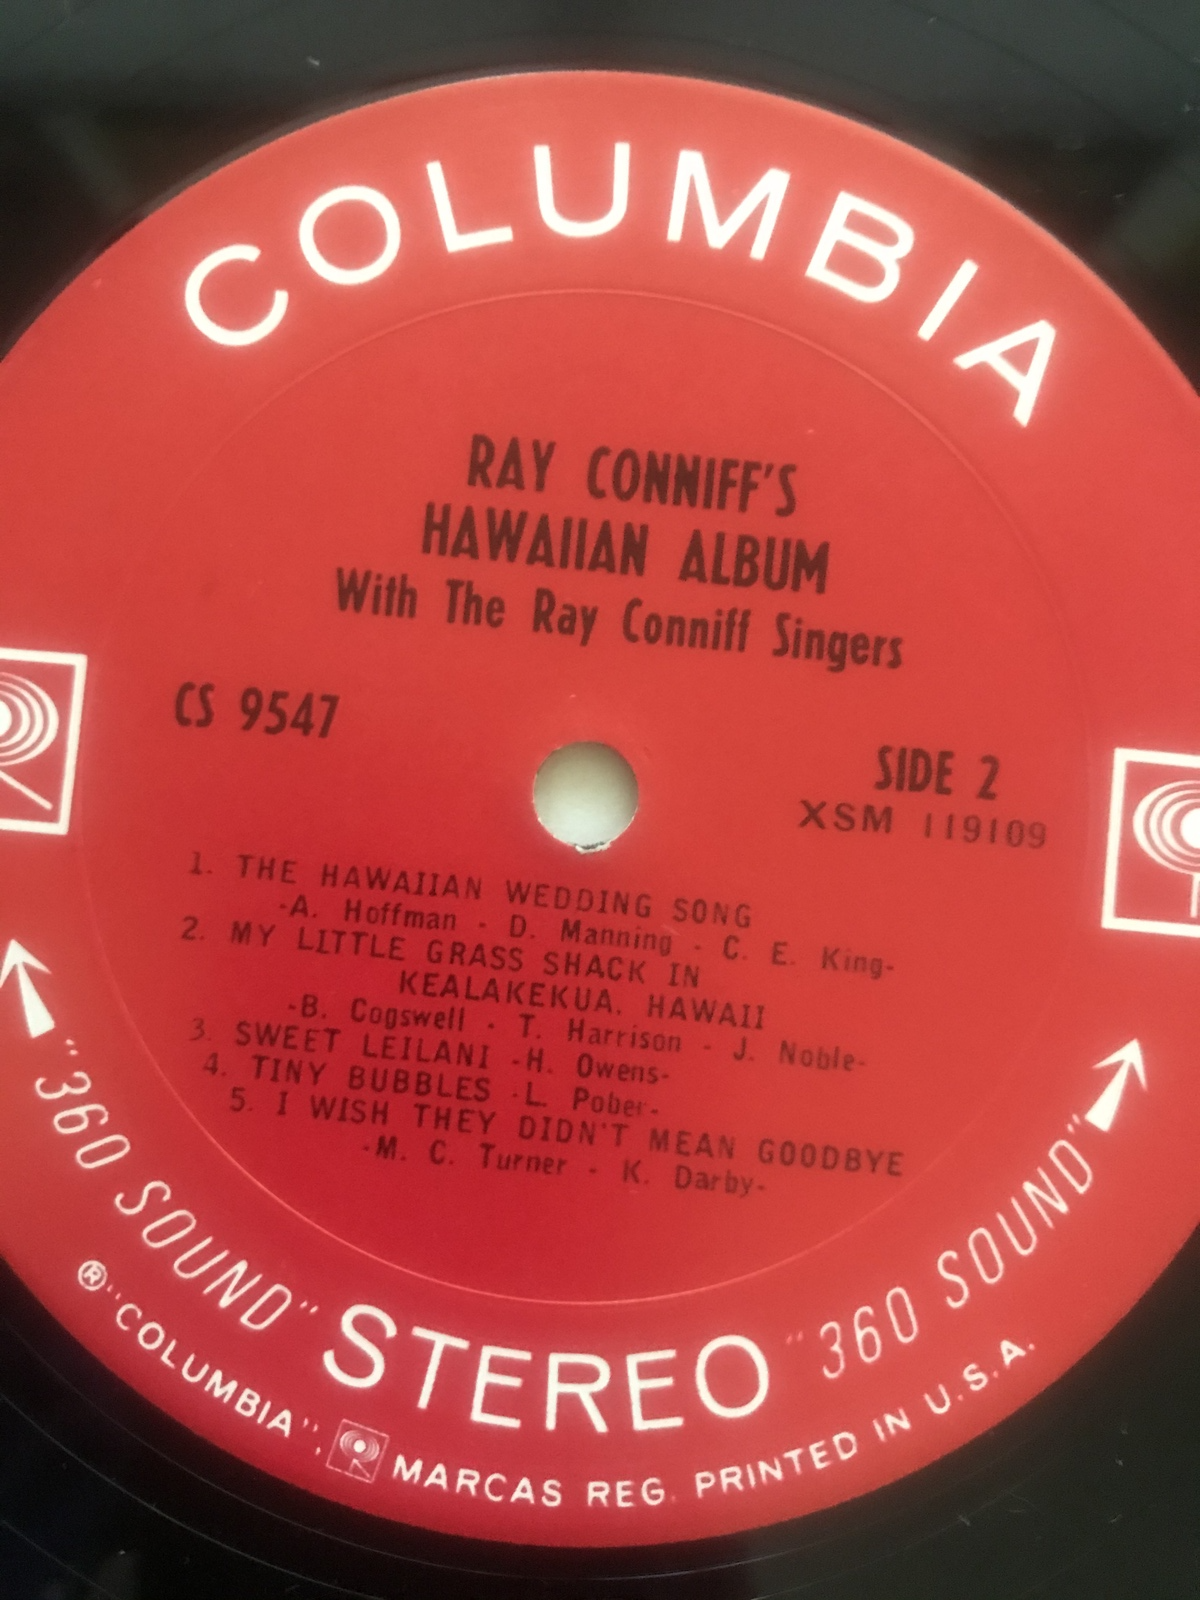 COLUMBIA
RAY CONNIFF'S
HAWAIIAN ALBUM
With The Ray Conniff Singers
CS 9547
SIDE 2
XSM 119109
1. THE HAWAIIAN WEDDING SONG
-A. Hoffman - D. Manning - C. E. King-
2. MY LITTLE GRASS SHACK IN
KEALAKEKUA, HAWAII
-B. Cogswell - T. Harrison - J. Noble-
3. SWEET LEILANI -H. Owens-
4. TINY BUBBLES -L. Pober-
5. I WISH THEY DIDN'T MEAN GOODBYE
-M. C. Turner - K. Darby-
"360 SOUND" STEREO "360 SOUND"
® "COLUMBIA", MARCAS REG. PRINTED IN U.S.A.